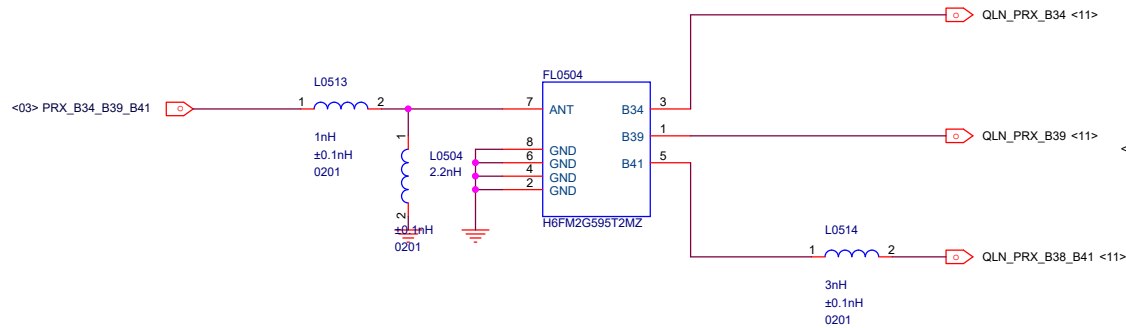 QLN_PRX_B34 <11>
FL0504
L0513
<03> PRX_B34_B39_B41
1
2
7
ANT
B34
3
1nH
±0.1nH
0201
1
2
L0504
2.2nH
±0.1nH
0201
8
GND
6
GND
4
GND
2
GND
B39
1
QLN_PRX_B39 <11>
B41
5
<
H6FM2G595T2MZ
L0514
1
2
QLN_PRX_B38_B41 <11>
3nH
±0.1nH
0201